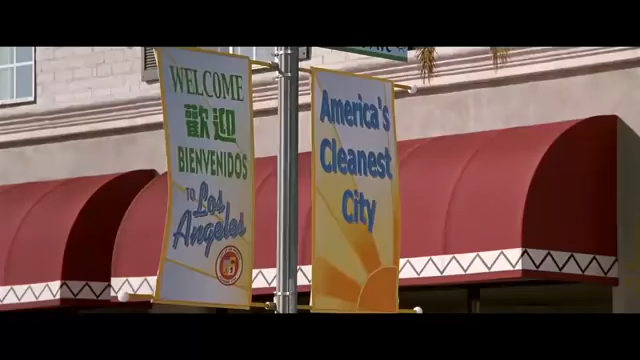 WELCOME
歡迎
BIENVENIDOS
TO Los
Angeles
America's
Cleanest
City